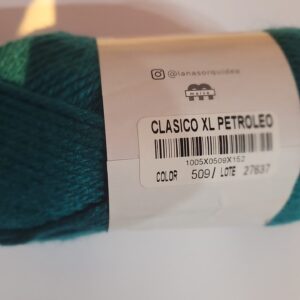 @lanasorquidea
CLASICO XL PETROLEO
1005X0509X152
COLOR 509/ LOTE 27637